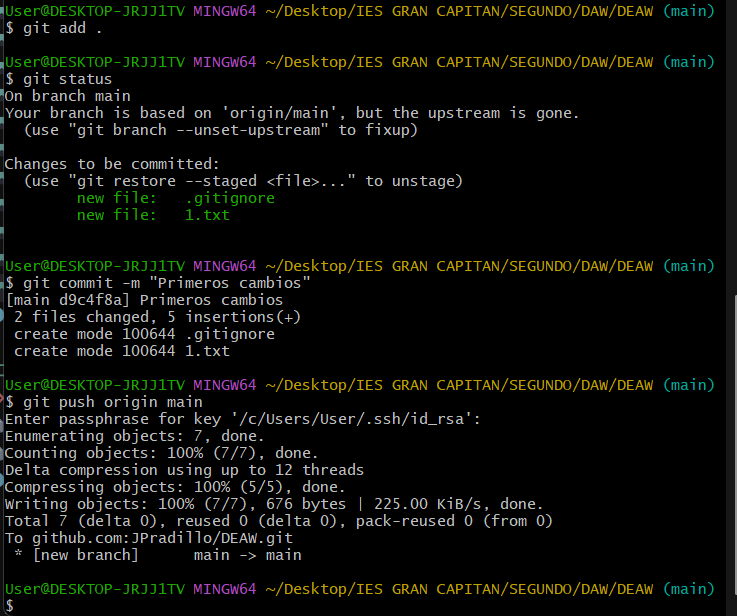 User@DESKTOP-JRJJ1TV MINGW64 ~/Desktop/IES GRAN CAPITAN/SEGUNDO/DAW/DEAW (main)
$ git add .
User@DESKTOP-JRJJ1TV MINGW64 ~/Desktop/IES GRAN CAPITAN/SEGUNDO/DAW/DEAW (main)
$ git status
On branch main
Your branch is based on 'origin/main', but the upstream is gone.
  (use "git branch --unset-upstream" to fixup)
Changes to be committed:
  (use "git restore --staged <file>..." to unstage)
        new file:   .gitignore
        new file:   1.txt
User@DESKTOP-JRJJ1TV MINGW64 ~/Desktop/IES GRAN CAPITAN/SEGUNDO/DAW/DEAW (main)
$ git commit -m "Primeros cambios"
[main d9c4f8a] Primeros cambios
 2 files changed, 5 insertions(+)
 create mode 100644 .gitignore
 create mode 100644 1.txt
User@DESKTOP-JRJJ1TV MINGW64 ~/Desktop/IES GRAN CAPITAN/SEGUNDO/DAW/DEAW (main)
$ git push origin main
Enter passphrase for key '/c/Users/User/.ssh/id_rsa':
Enumerating objects: 7, done.
Counting objects: 100% (7/7), done.
Delta compression using up to 12 threads
Compressing objects: 100% (5/5), done.
Writing objects: 100% (7/7), 676 bytes | 225.00 KiB/s, done.
Total 7 (delta 0), reused 0 (delta 0), pack-reused 0 (from 0)
To github.com:JPradillo/DEAW.git
 * [new branch]      main -> main
User@DESKTOP-JRJJ1TV MINGW64 ~/Desktop/IES GRAN CAPITAN/SEGUNDO/DAW/DEAW (main)
$